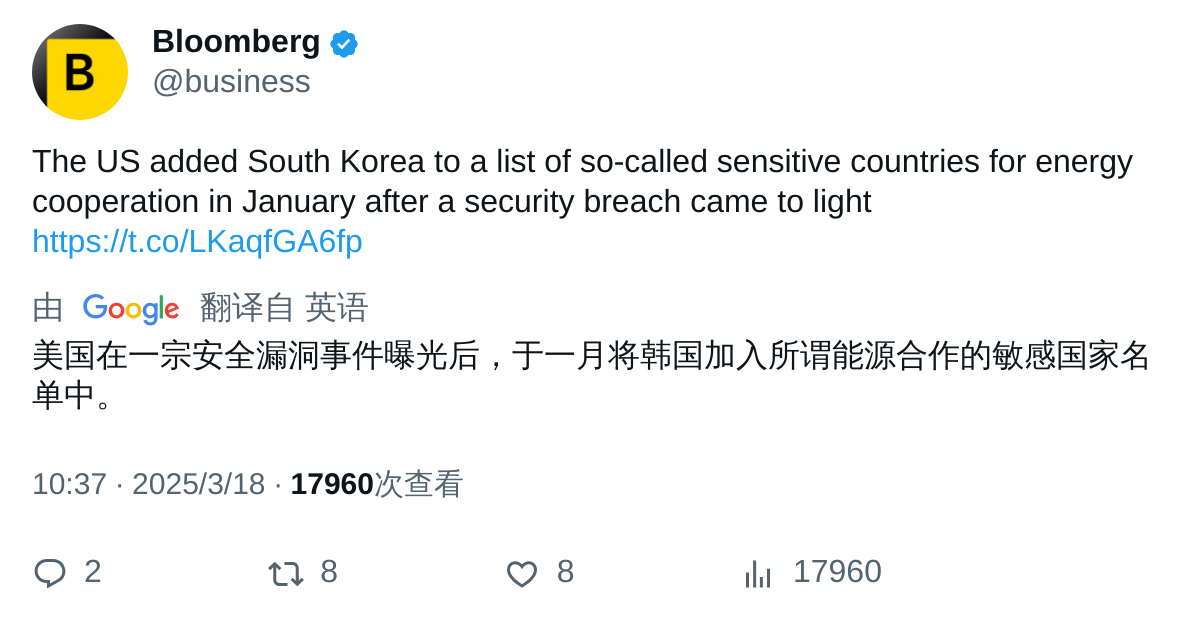 B
Bloomberg
@business
The US added South Korea to a list of so-called sensitive countries for energy
cooperation in January after a security breach came to light
https://t.co/LKaqfGA6fp
由 Google 翻译自 英语
美国在一宗安全漏洞事件曝光后，于一月将韩国加入所谓能源合作的敏感国家名
单中。
10:37 · 2025/3/18 · 17960次查看
2 8 8 17960